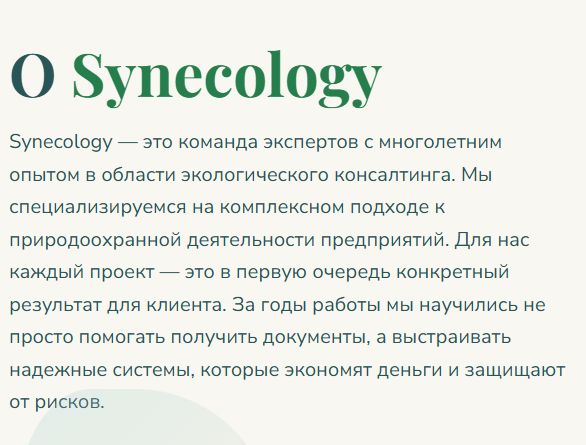 О Synecology
Synecology — это команда экспертов с многолетним
опытом в области экологического консалтинга. Мы
специализируемся на комплексном подходе к
природоохранной деятельности предприятий. Для нас
каждый проект — это в первую очередь конкретный
результат для клиента. За годы работы мы научились не
просто помогать получить документы, а выстраивать
надежные системы, которые экономят деньги и защищают
от рисков.